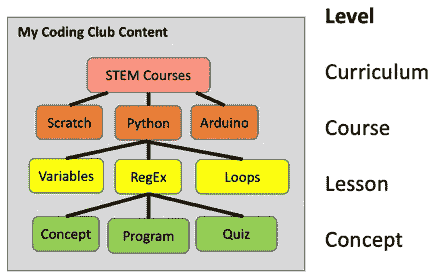 My Coding Club Content
Level
STEM Courses
Curriculum
Scratch Python Arduino
Course
Variables RegEx Loops
Lesson
Concept Program Quiz
Concept